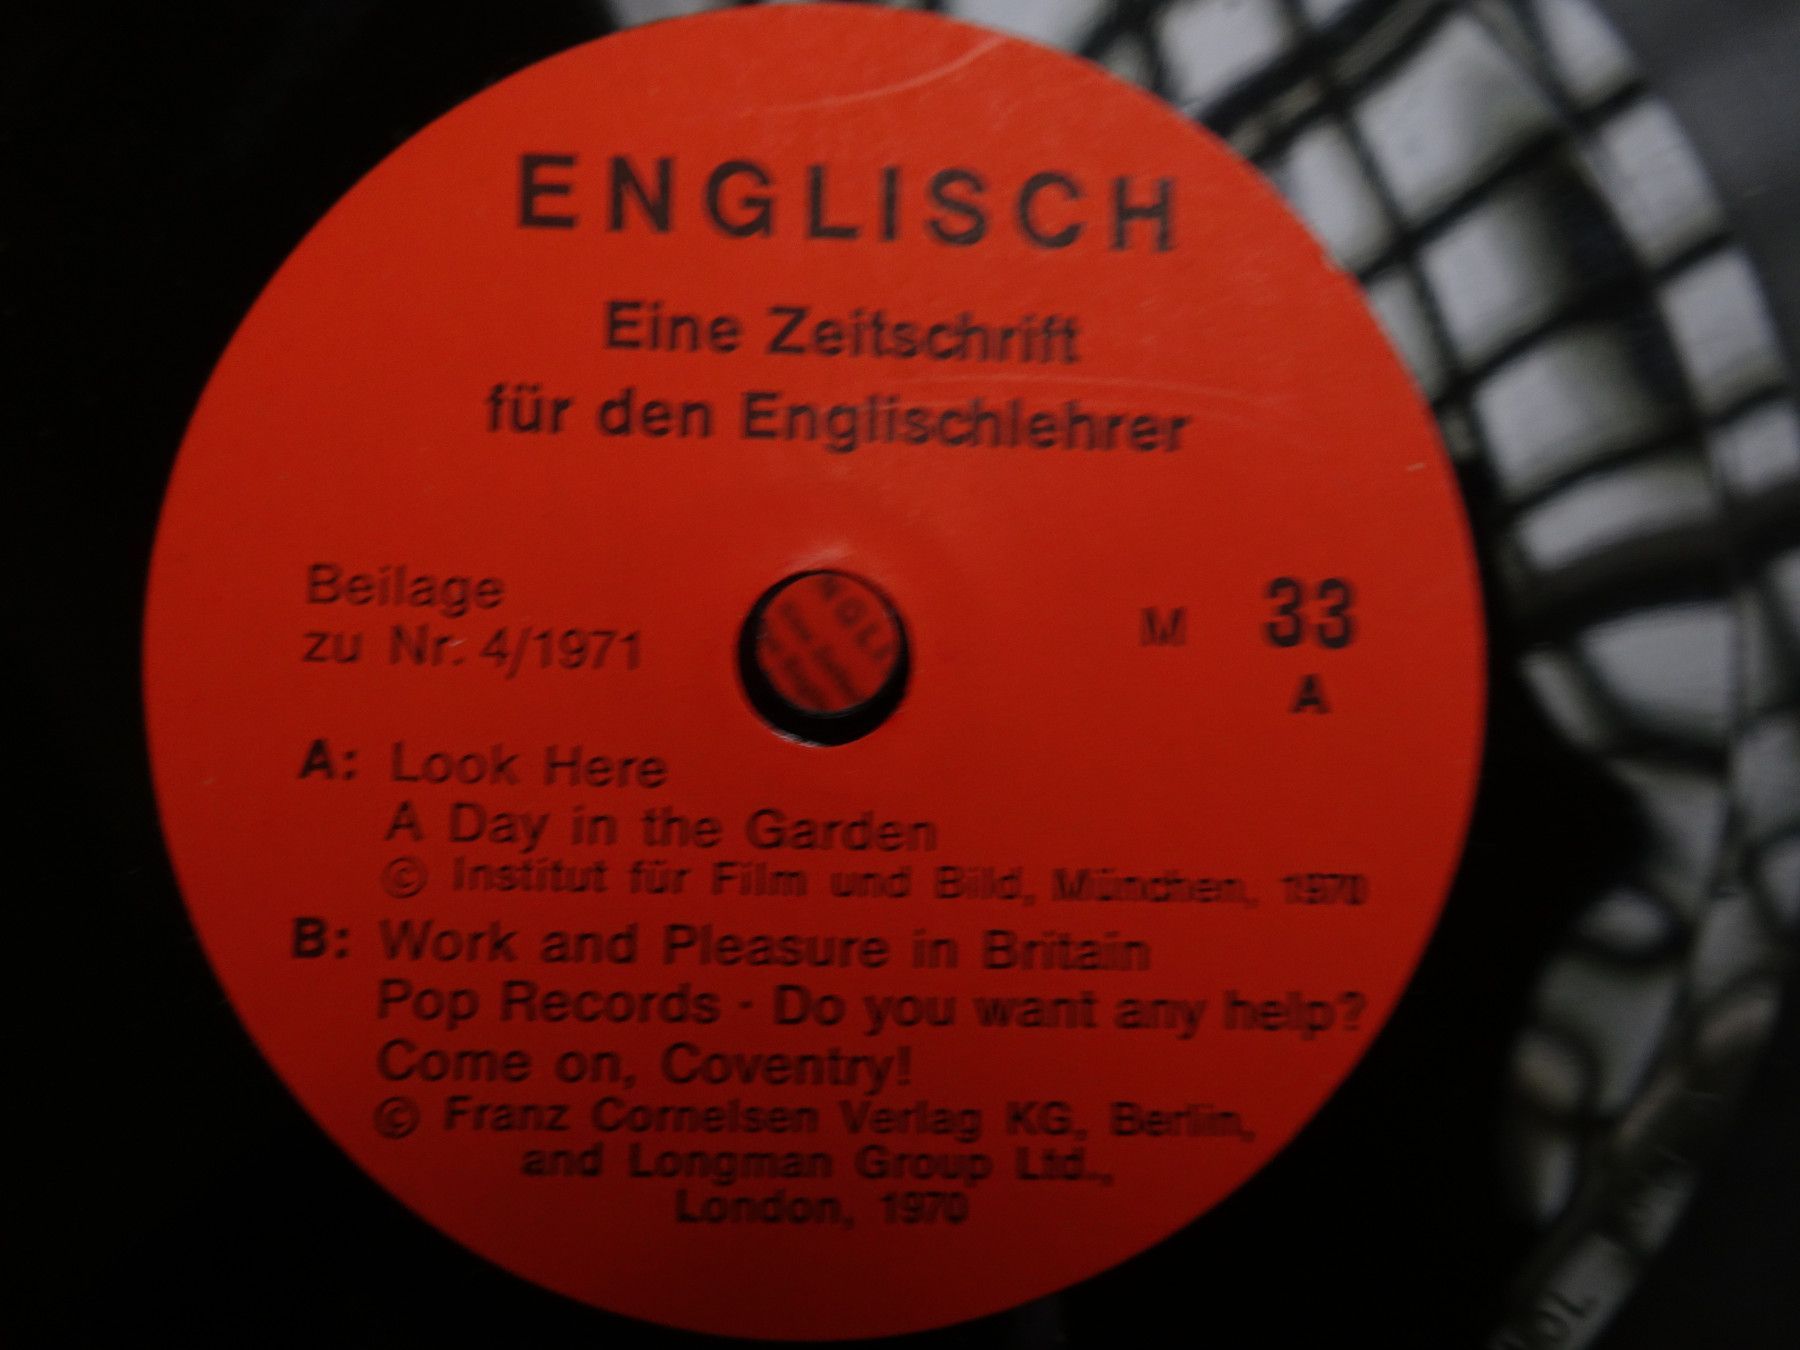 ENGLISCH
Eine Zeitschrift
für den Englischlehrer
Beilage
zu Nr. 4/1971
M 33
A
A: Look Here
A Day in the Garden
© Institut für Film und Bild, München, 1970
B: Work and Pleasure in Britain
Pop Records · Do you want any help?
Come on, Coventry!
© Franz Cornelsen Verlag KG, Berlin,
and Longman Group Ltd.,
London, 1970